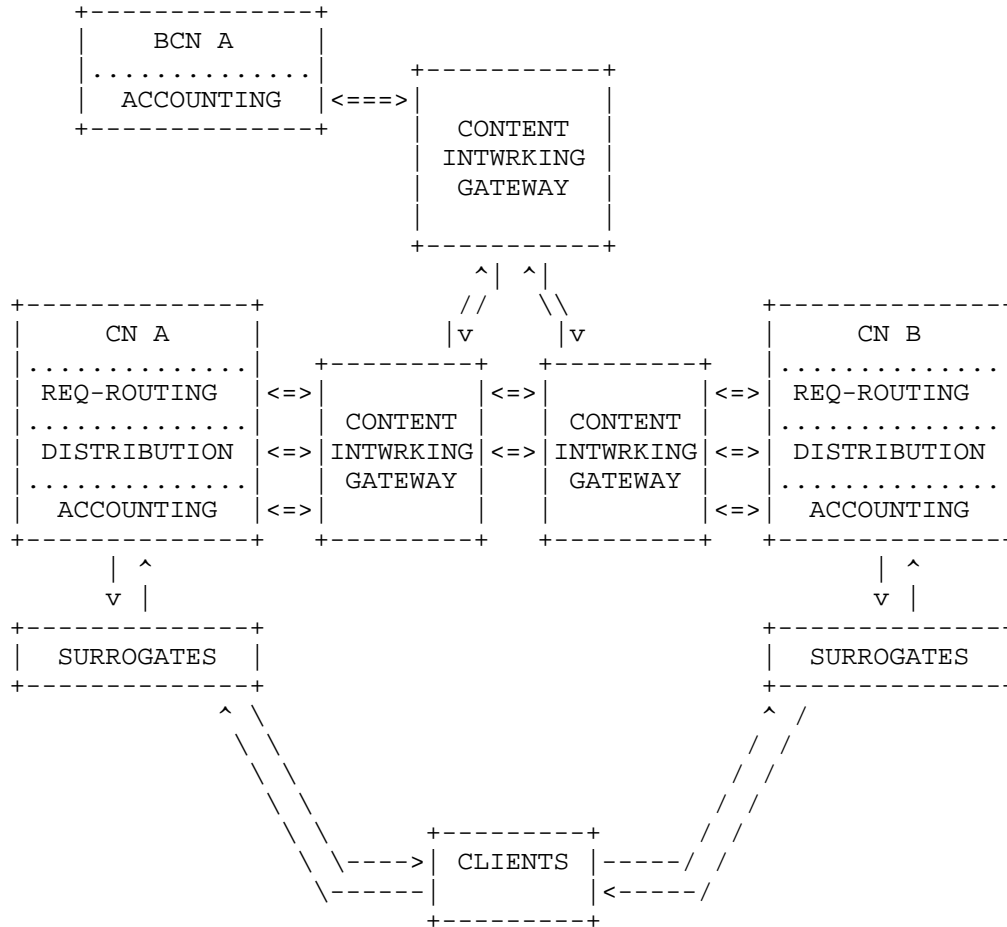 BCN A
ACCOUNTING
CONTENT
INTWRKING
GATEWAY
CN A
REQ-ROUTING
DISTRIBUTION
ACCOUNTING
CONTENT
INTWRKING
GATEWAY
CONTENT
INTWRKING
GATEWAY
CN B
REQ-ROUTING
DISTRIBUTION
ACCOUNTING
SURROGATES
SURROGATES
CLIENTS